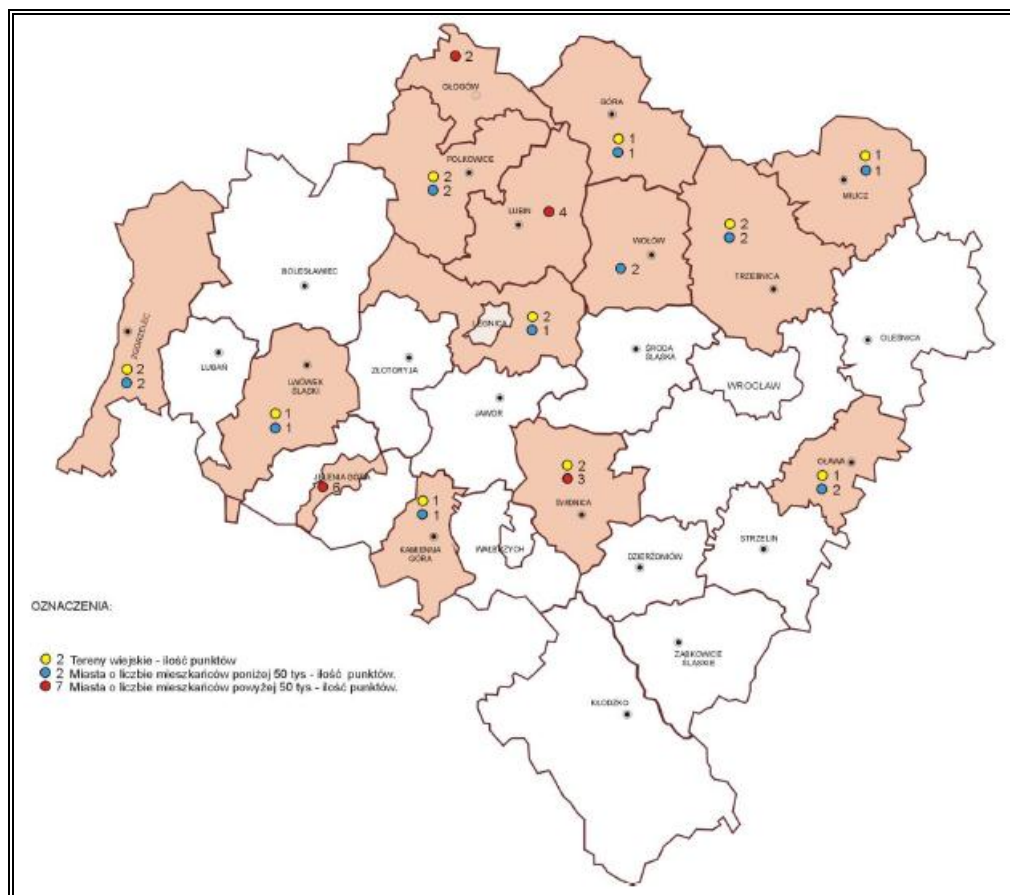 2
GŁOGÓW
GÓRA
1
1
POLKOWICE
2
2
1
1
MILICZ
LUBIN
4
WOŁÓW
2
2
2
TRZEBNICA
BOLESŁAWIEC
ZGORZELEC
2
2
LUBAŃ
LWÓWEK
ŚLĄSKI
1
1
ZŁOTORYJA
LEGNICA
2
1
JAWOR
ŚRODA
ŚLĄSKA
WROCŁAW
OLEŚNICA
JELENIA GÓRA
1
1
KAMIENNA
GÓRA
WAŁBRZYCH
2
3
ŚWIDNICA
OŁAWA
1
2
DZIERŻONIÓW
STRZELIN
ZĄBKOWICE
ŚLĄSKIE
KŁODZKO
OZNACZENIA:
2 Tereny wiejskie - ilość punktów
2 Miasta o liczbie mieszkańców poniżej 50 tys - ilość punktów.
7 Miasta o liczbie mieszkańców powyżej 50 tys - ilość punktów.